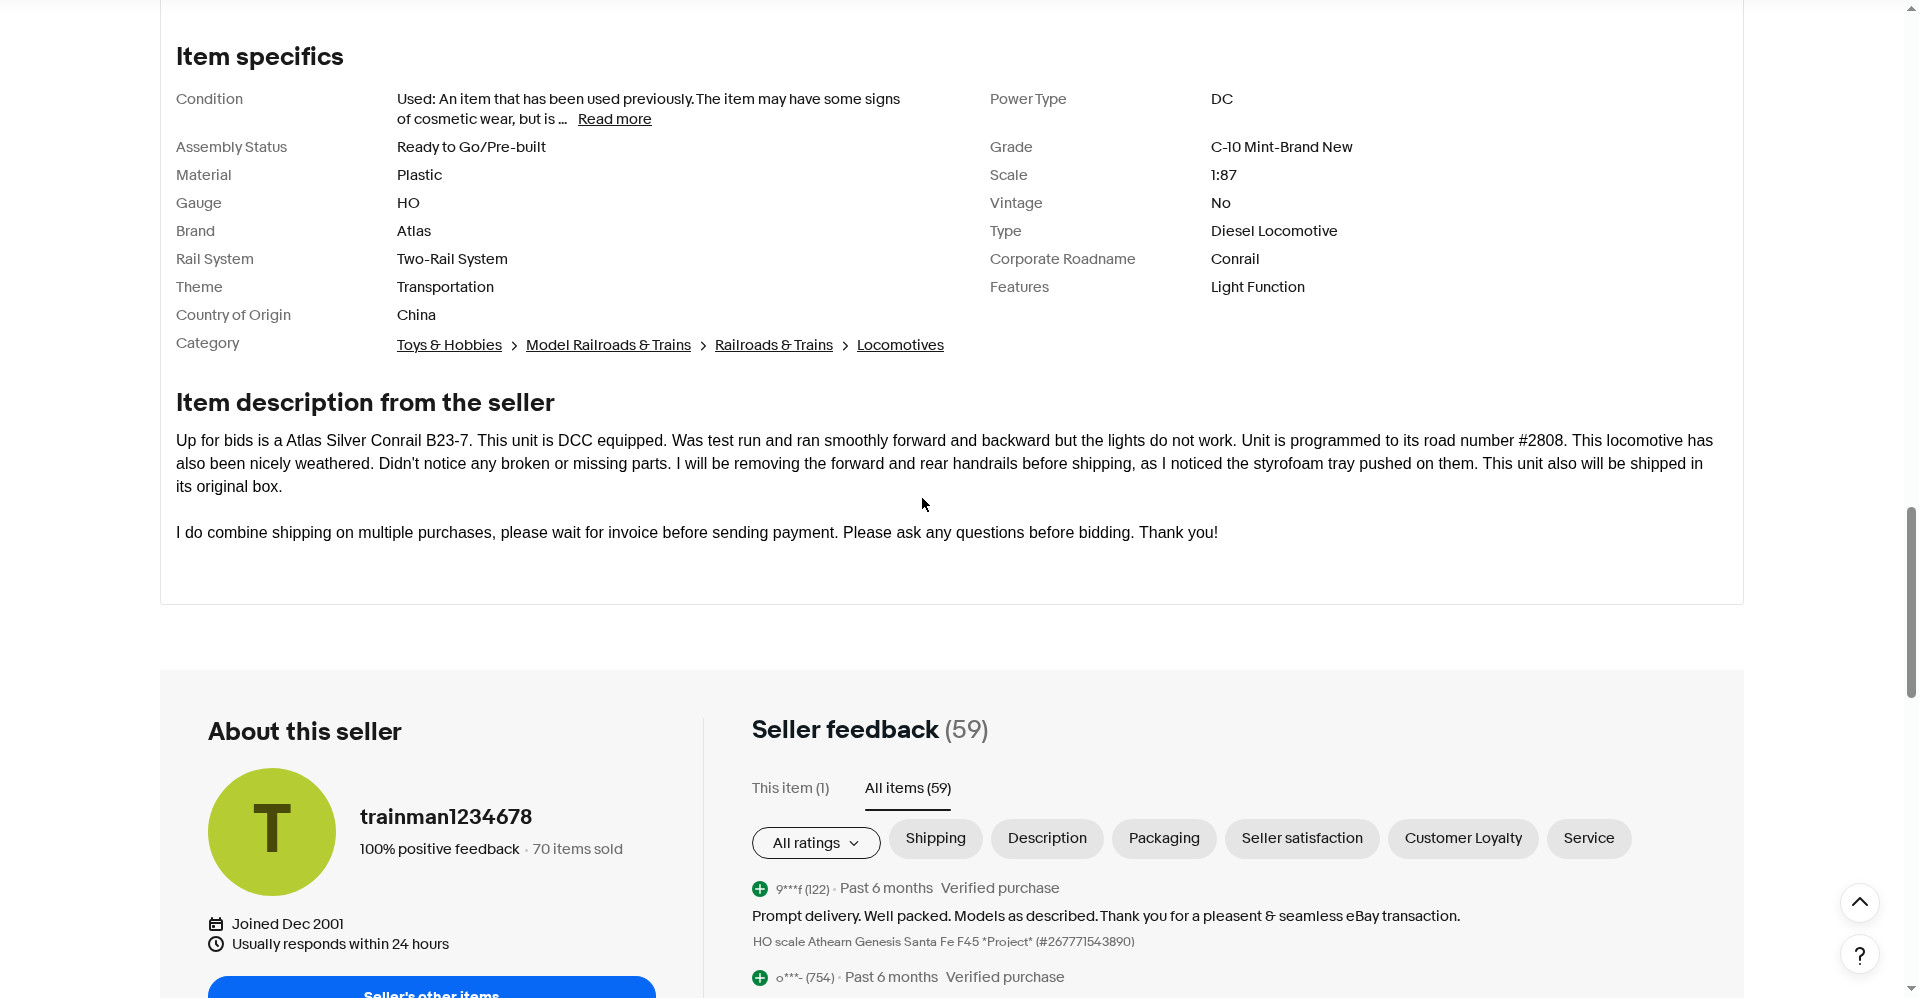 Item specifics
Condition
Used: An item that has been used previously. The item may have some signs
of cosmetic wear, but is ... Read more
Power Type
DC
Assembly Status
Ready to Go/Pre-built
Grade
C-10 Mint-Brand New
Material
Plastic
Scale
1:87
Gauge
HO
Vintage
No
Brand
Atlas
Type
Diesel Locomotive
Rail System
Two-Rail System
Corporate Roadname
Conrail
Theme
Transportation
Features
Light Function
Country of Origin
China
Category
Toys & Hobbies > Model Railroads & Trains > Railroads & Trains > Locomotives
Item description from the seller
Up for bids is a Atlas Silver Conrail B23-7. This unit is DCC equipped. Was test run and ran smoothly forward and backward but the lights do not work. Unit is programmed to its road number #2808. This locomotive has
also been nicely weathered. Didn't notice any broken or missing parts. I will be removing the forward and rear handrails before shipping, as I noticed the styrofoam tray pushed on them. This unit also will be shipped in
its original box.
I do combine shipping on multiple purchases, please wait for invoice before sending payment. Please ask any questions before bidding. Thank you!
About this seller
T
trainman1234678
100% positive feedback · 70 items sold
Joined Dec 2001
Usually responds within 24 hours
Seller's other items
Seller feedback (59)
This item (1)
All items (59)
All ratings
Shipping
Description
Packaging
Seller satisfaction
Customer Loyalty
Service
9***f (122) · Past 6 months Verified purchase
Prompt delivery. Well packed. Models as described. Thank you for a pleasent & seamless eBay transaction.
HO scale Athearn Genesis Santa Fe F45 *Project* (#267771543890)
o***- (754) · Past 6 months Verified purchase
?